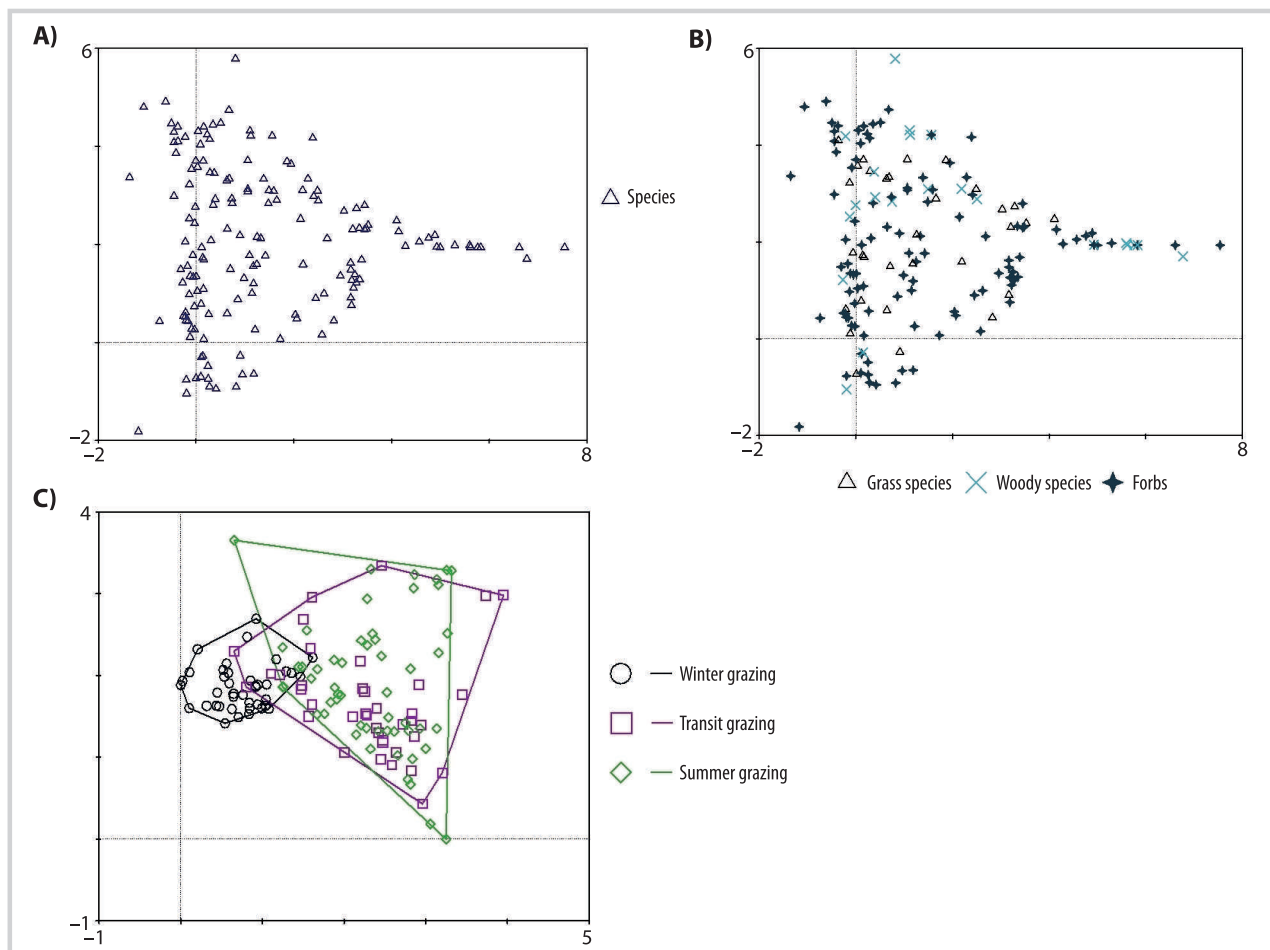 A)
6
−2
−2
8
Species
B)
6
−2
−2
8
Grass species
Woody species
Forbs
C)
4
−1
−1
5
Winter grazing
Transit grazing
Summer grazing